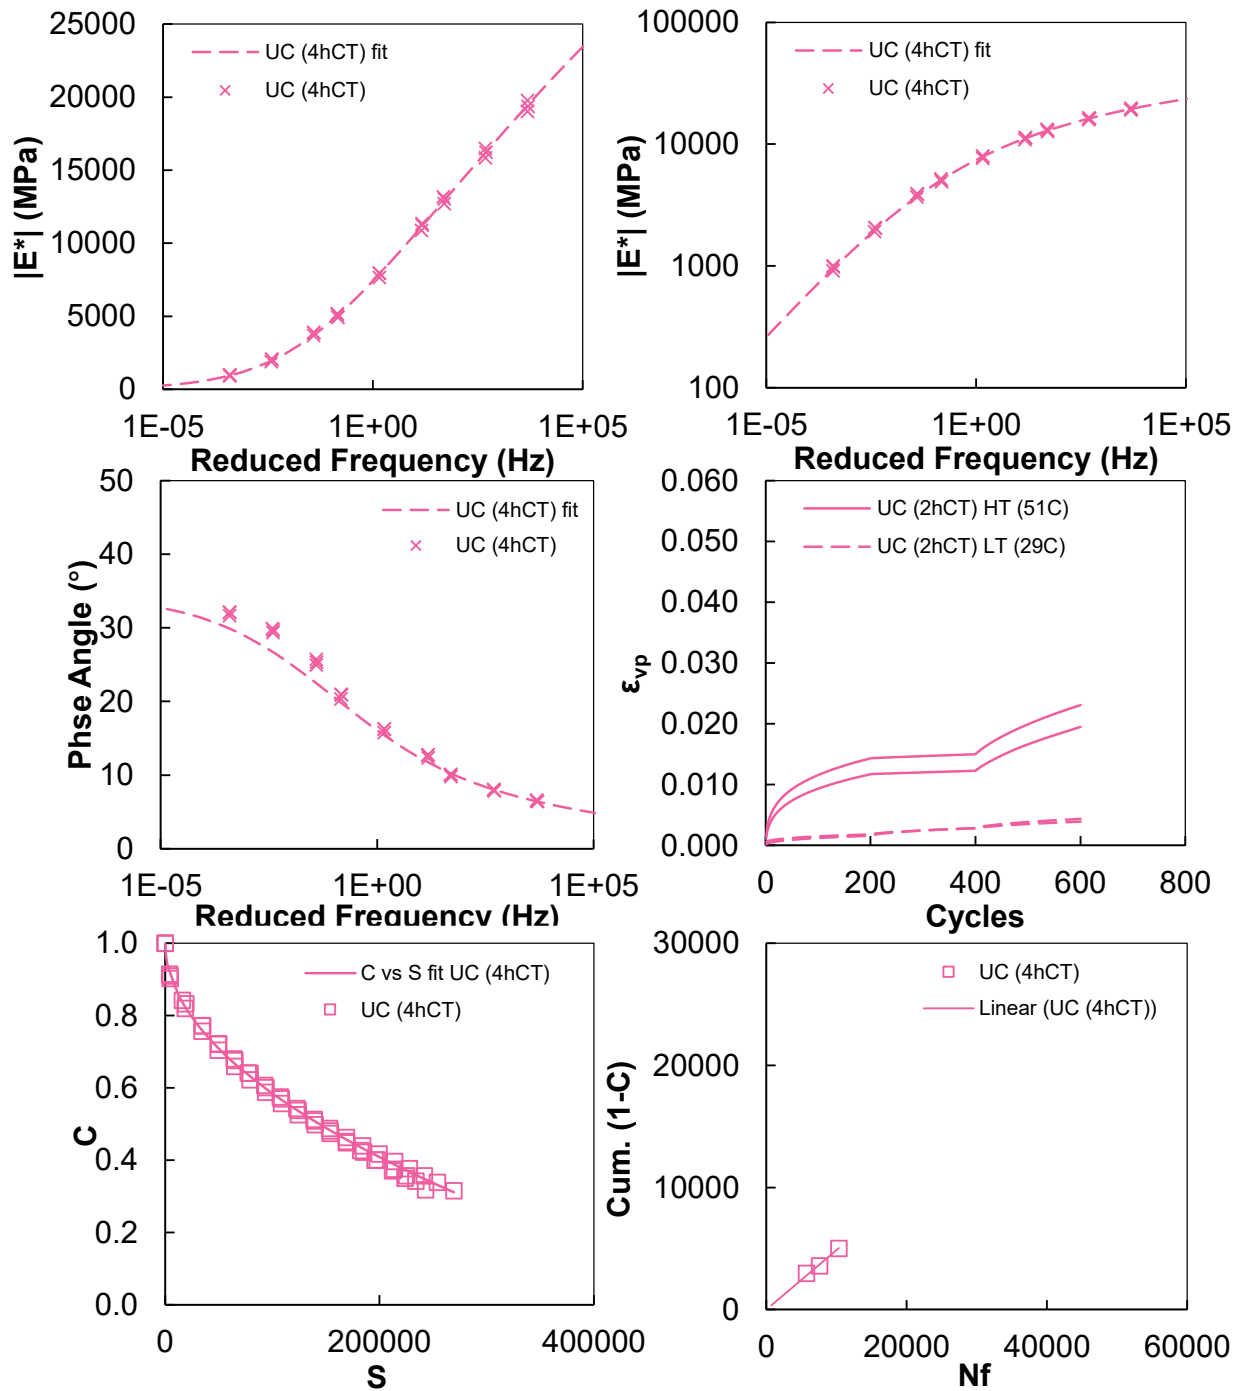 25000
20000
15000
10000
5000
0
|E*| (MPa)
UC (4hCT) fit
UC (4hCT)
1E-05
1E+00
1E+05
Reduced Frequency (Hz)
100000
10000
1000
100
|E*| (MPa)
UC (4hCT) fit
UC (4hCT)
1E-05
1E+00
1E+05
Reduced Frequency (Hz)
50
40
30
20
10
0
Phse Angle (°)
UC (4hCT) fit
UC (4hCT)
1E-05
1E+00
1E+05
Reduced Frequency (Hz)
0.060
0.050
0.040
0.030
0.020
0.010
0.000
εvp
UC (2hCT) HT (51C)
UC (2hCT) LT (29C)
0
200
400
600
800
Cycles
1.0
0.8
0.6
0.4
0.2
0.0
C
C vs S fit UC (4hCT)
UC (4hCT)
0
200000
400000
S
30000
20000
10000
0
Cum. (1-C)
UC (4hCT)
Linear (UC (4hCT))
0
20000
40000
60000
Nf